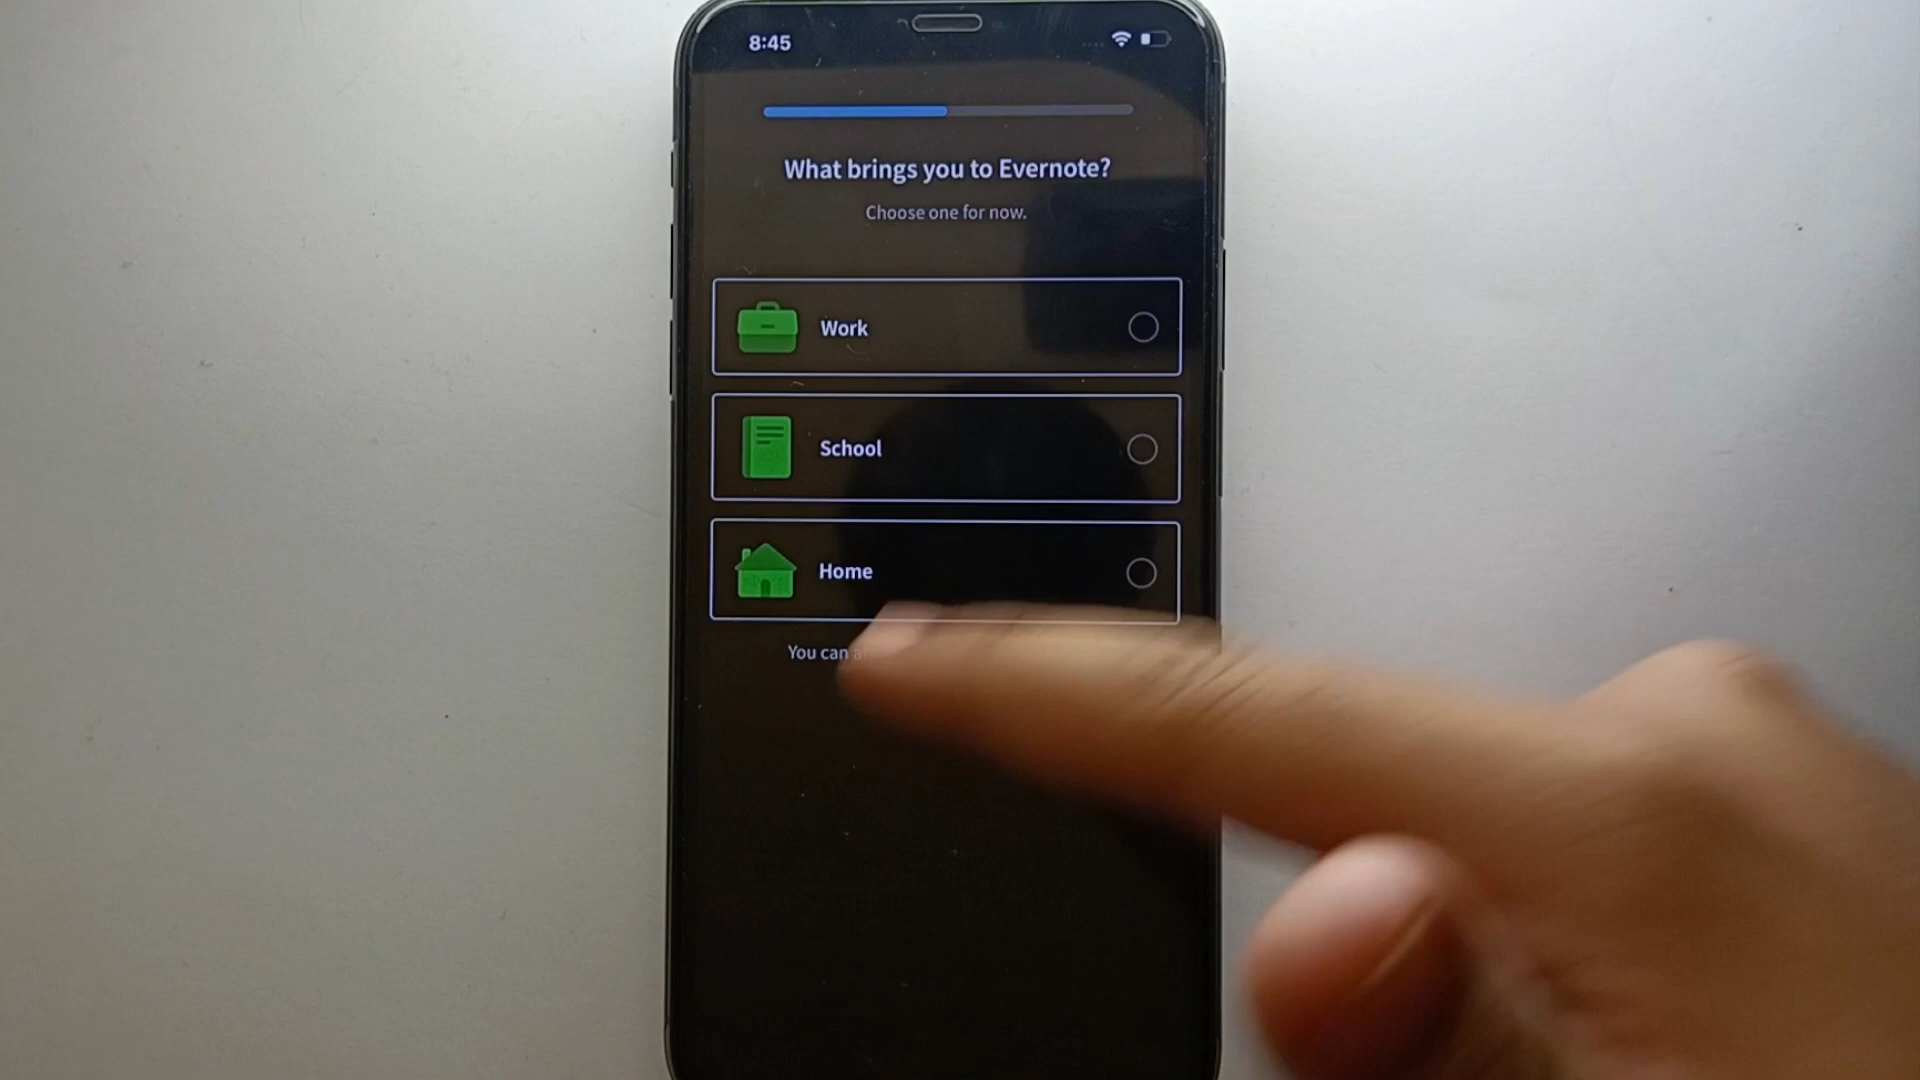 8:45
What brings you to Evernote?
Choose one for now.
Work
School
Home
You can